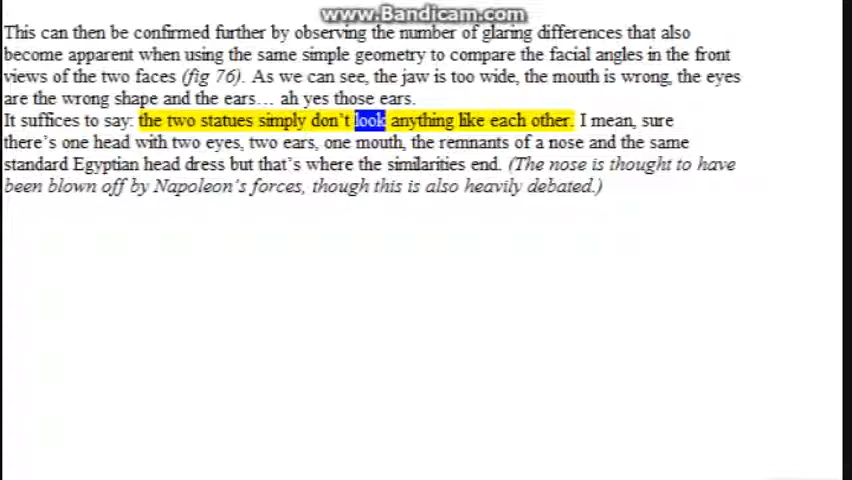 www.Bandicam.com
This can then be confirmed further by observing the number of glaring differences that also
become apparent when using the same simple geometry to compare the facial angles in the front
views of the two faces (fig 76). As we can see, the jaw is too wide, the mouth is wrong, the eyes
are the wrong shape and the ears… ah yes those ears.
It suffices to say: the two statues simply don’t look anything like each other. I mean, sure
there’s one head with two eyes, two ears, one mouth, the remnants of a nose and the same
standard Egyptian head dress but that’s where the similarities end. (The nose is thought to have
been blown off by Napoleon’s forces, though this is also heavily debated.)